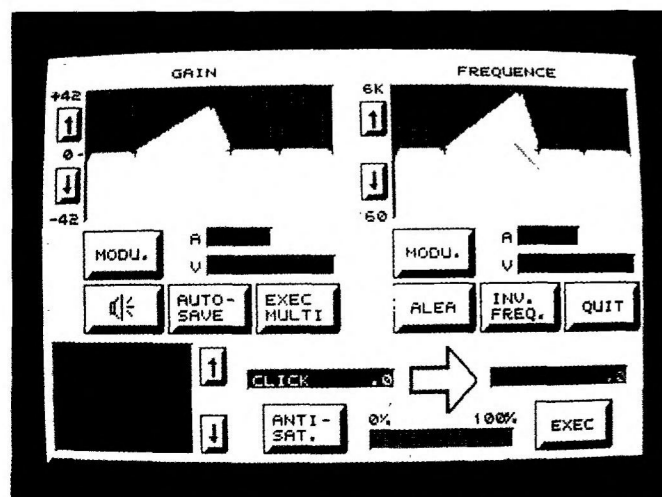 GAIN
FREQUENCE
+42
0-
-42
6K
60
MODU.
A
V
MODU.
A
V
AUTO-
SAVE
EXEC
MULTI
ALEA
INV.
FREQ.
QUIT
CLICK .0
ANTI-
SAT.
0% 100%
EXEC